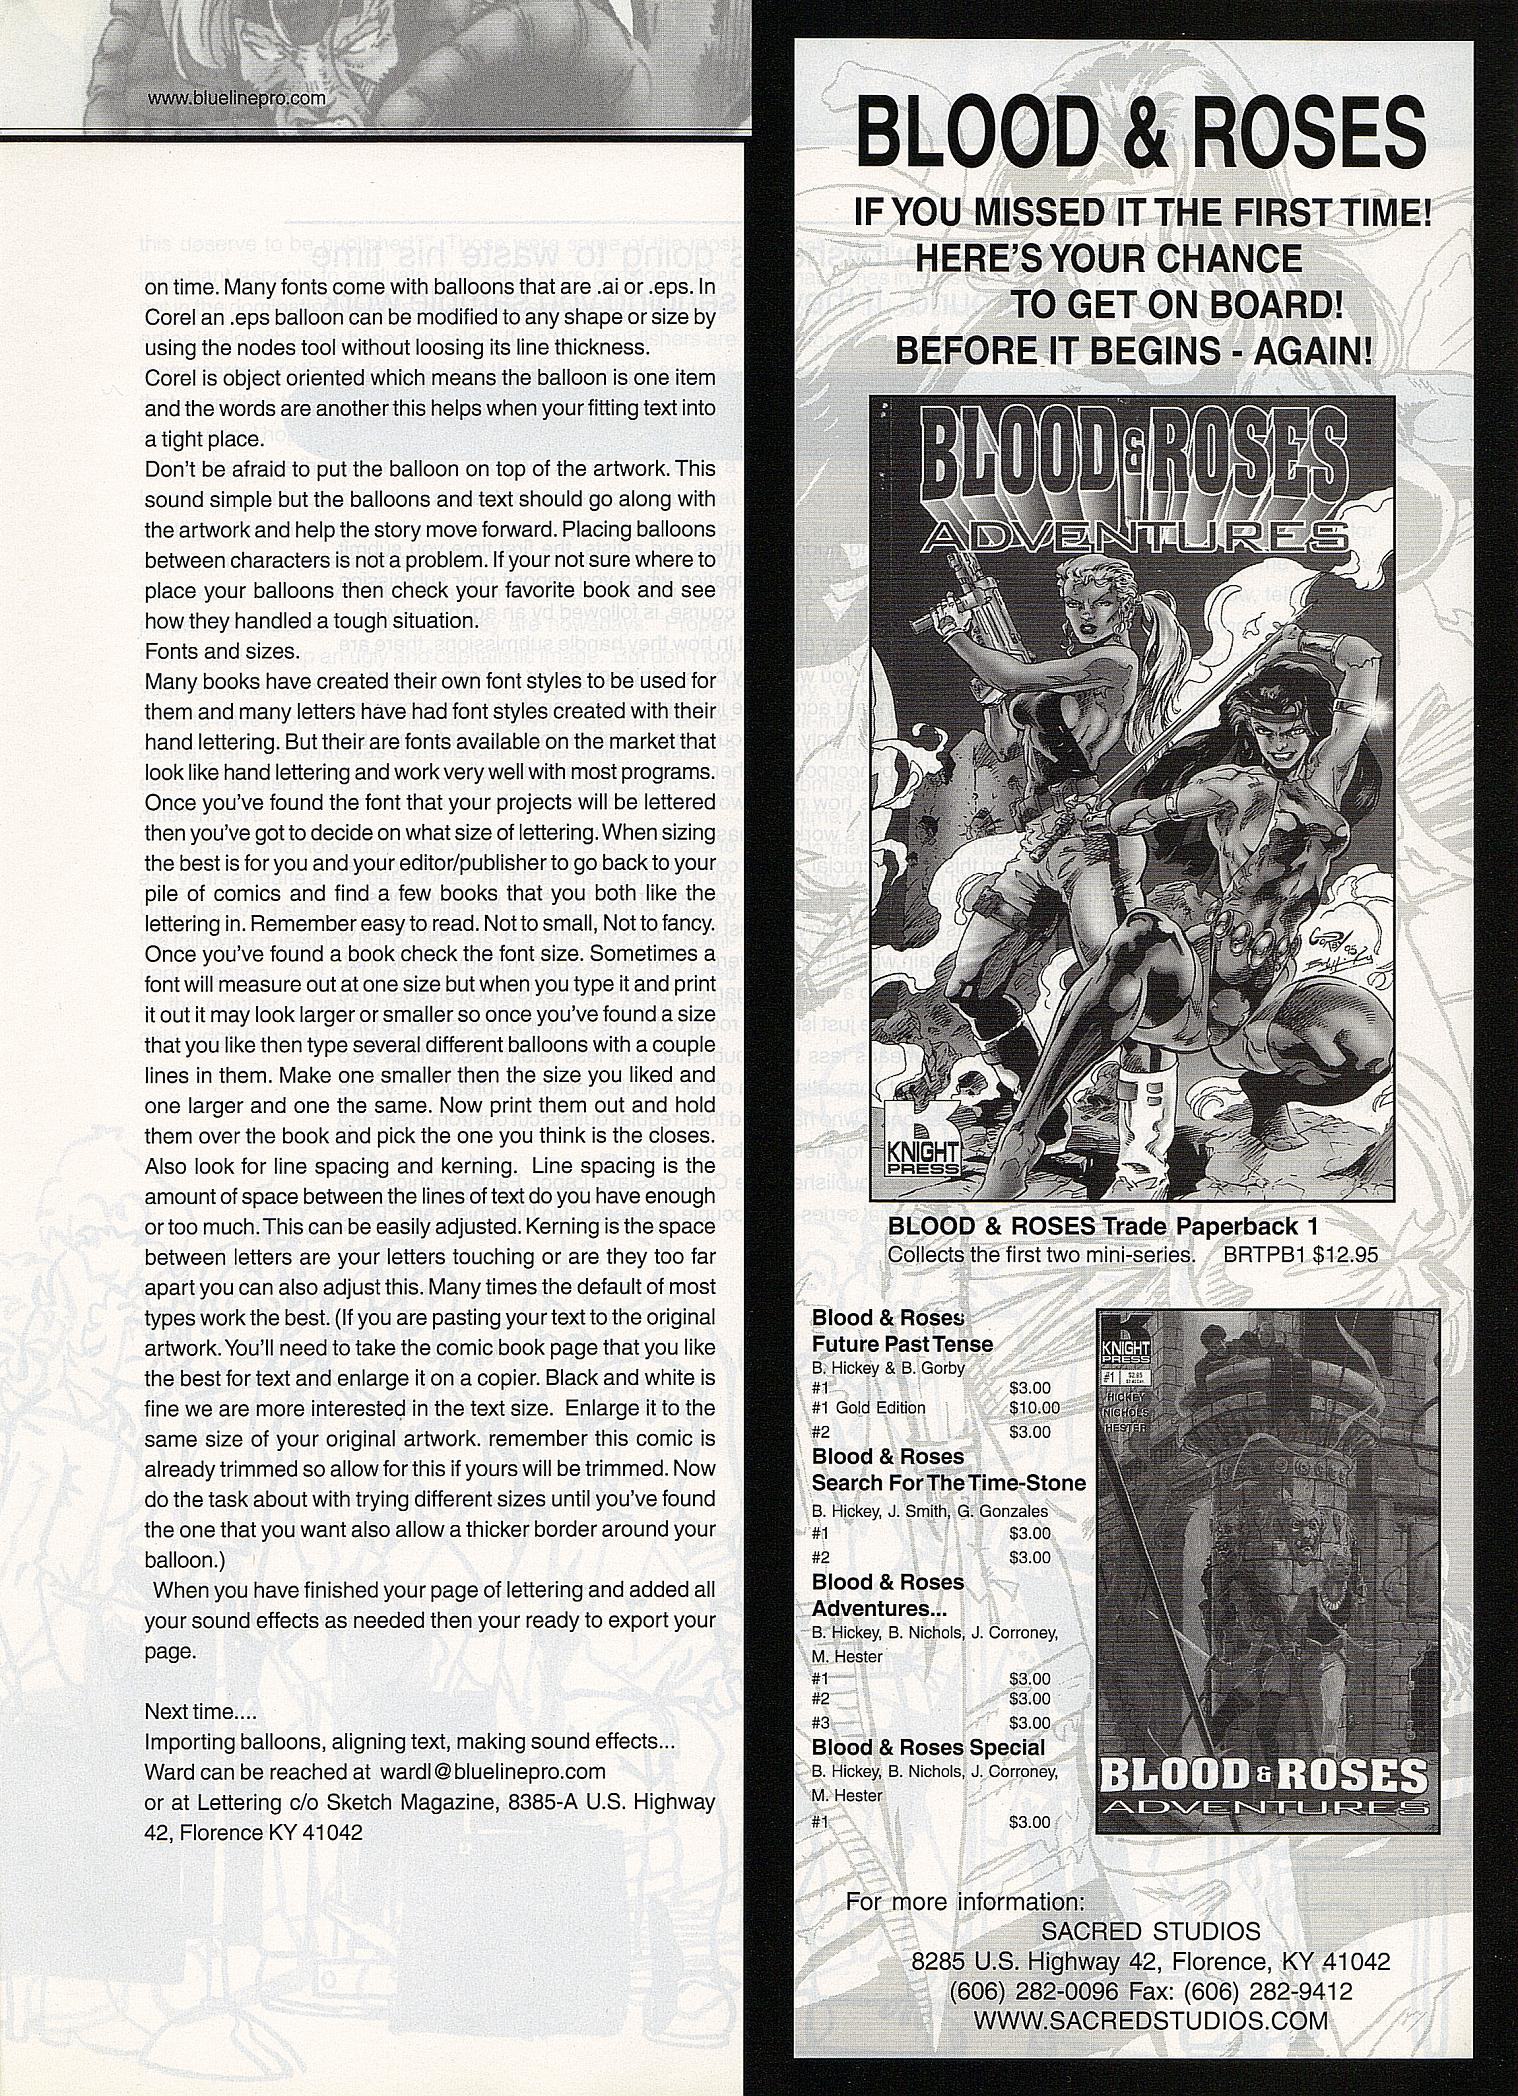 www.bluelinepro.com
on time. Many fonts come with balloons that are .ai or .eps. In
Corel an .eps balloon can be modified to any shape or size by
using the nodes tool without loosing its line thickness.
Corel is object oriented which means the balloon is one item
and the words are another this helps when your fitting text into
a tight place.
Don't be afraid to put the balloon on top of the artwork. This
sound simple but the balloons and text should go along with
the artwork and help the story move forward. Placing balloons
between characters is not a problem. If your not sure where to
place your balloons then check your favorite book and see
how they handled a tough situation.
Fonts and sizes.
Many books have created their own font styles to be used for
them and many letters have had font styles created with their
hand lettering. But their are fonts available on the market that
look like hand lettering and work very well with most programs.
Once you've found the font that your projects will be lettered
then you've got to decide on what size of lettering. When sizing
the best is for you and your editor/publisher to go back to your
pile of comics and find a few books that you both like the
lettering in. Remember easy to read. Not to small, Not to fancy.
Once you've found a book check the font size. Sometimes a
font will measure out at one size but when you type it and print
it out it may look larger or smaller so once you've found a size
that you like then type several different balloons with a couple
lines in them. Make one smaller then the size you liked and
one larger and one the same. Now print them out and hold
them over the book and pick the one you think is the closes.
Also look for line spacing and kerning. Line spacing is the
amount of space between the lines of text do you have enough
or too much. This can be easily adjusted. Kerning is the space
between letters are your letters touching or are they too far
apart you can also adjust this. Many times the default of most
types work the best. (If you are pasting your text to the original
artwork. You'll need to take the comic book page that you like
the best for text and enlarge it on a copier. Black and white is
fine we are more interested in the text size. Enlarge it to the
same size of your original artwork. remember this comic is
already trimmed so allow for this if yours will be trimmed. Now
do the task about with trying different sizes until you've found
the one that you want also allow a thicker border around your
balloon.)
When you have finished your page of lettering and added all
your sound effects as needed then your ready to export your
page.
Next time....
Importing balloons, aligning text, making sound effects...
Ward can be reached at wardl@bluelinepro.com
or at Lettering c/o Sketch Magazine, 8385-A U.S. Highway
42, Florence KY 41042
BLOOD & ROSES
IF YOU MISSED IT THE FIRST TIME!
HERE'S YOUR CHANCE
TO GET ON BOARD!
BEFORE IT BEGINS - AGAIN!
BLOOD & ROSES
ADVENTURES
KNIGHT
PRESS
BLOOD & ROSES Trade Paperback 1
Collects the first two mini-series. BRTPB1 $12.95
Blood & Roses
Future Past Tense
B. Hickey & B. Gorby
#1 $3.00
#1 Gold Edition $10.00
#2 $3.00
Blood & Roses
Search For The Time-Stone
B. Hickey, J. Smith, G. Gonzales
#1 $3.00
#2 $3.00
Blood & Roses
Adventures...
B. Hickey, B. Nichols, J. Corroney,
M. Hester
#1 $3.00
#2 $3.00
#3 $3.00
Blood & Roses Special
B. Hickey, B. Nichols, J. Corroney,
M. Hester
#1 $3.00
KNIGHT
PRESS
#1
HICKEY
NICHOLS
HESTER
BLOOD & ROSES
ADVENTURES
For more information:
SACRED STUDIOS
8285 U.S. Highway 42, Florence, KY 41042
(606) 282-0096 Fax: (606) 282-9412
WWW.SACREDSTUDIOS.COM